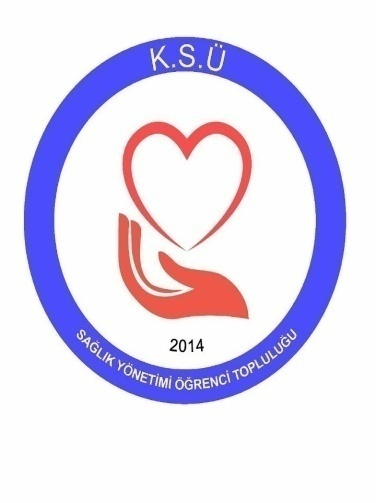 K.S.Ü
2014
SAĞLIK YÖNETİMİ ÖĞRENCİ TOPLULUĞU